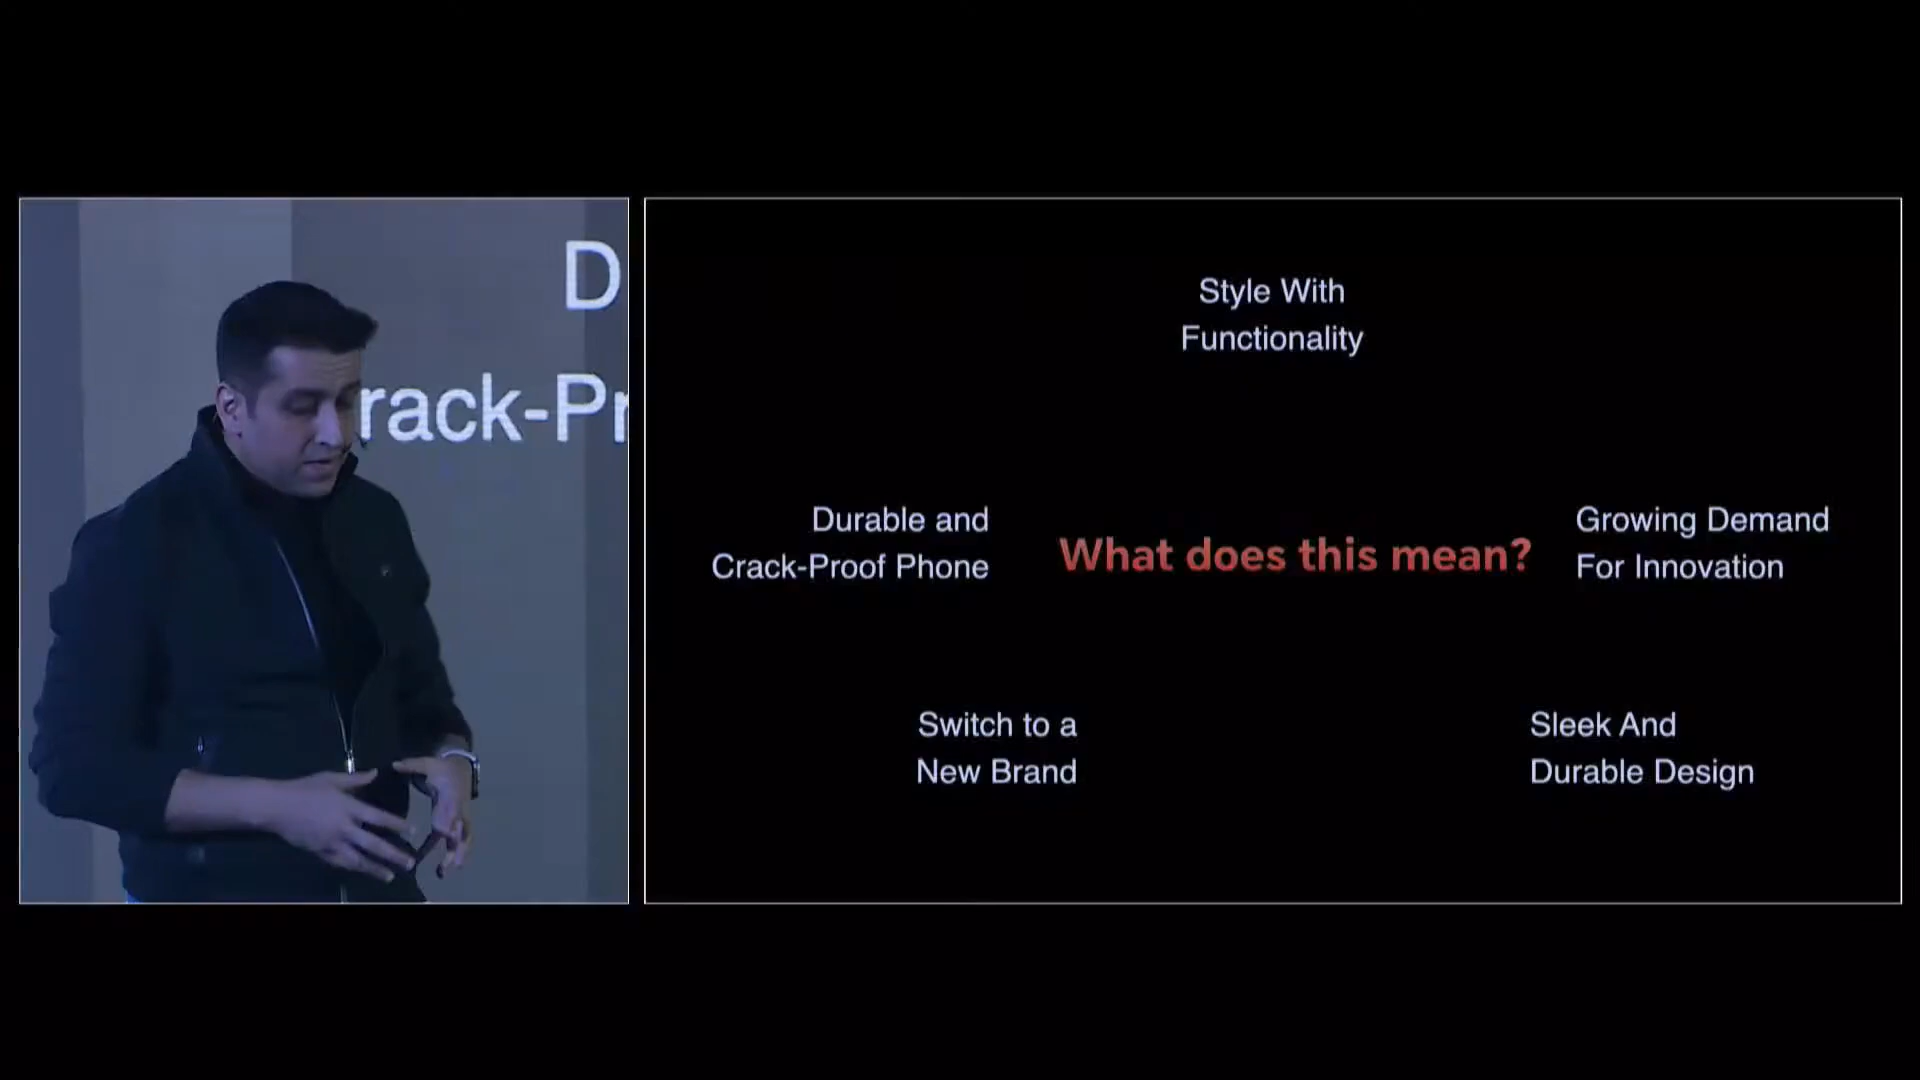 D
rack-Pr
Style With
Functionality
Durable and
Crack-Proof Phone
What does this mean?
Growing Demand
For Innovation
Switch to a
New Brand
Sleek And
Durable Design